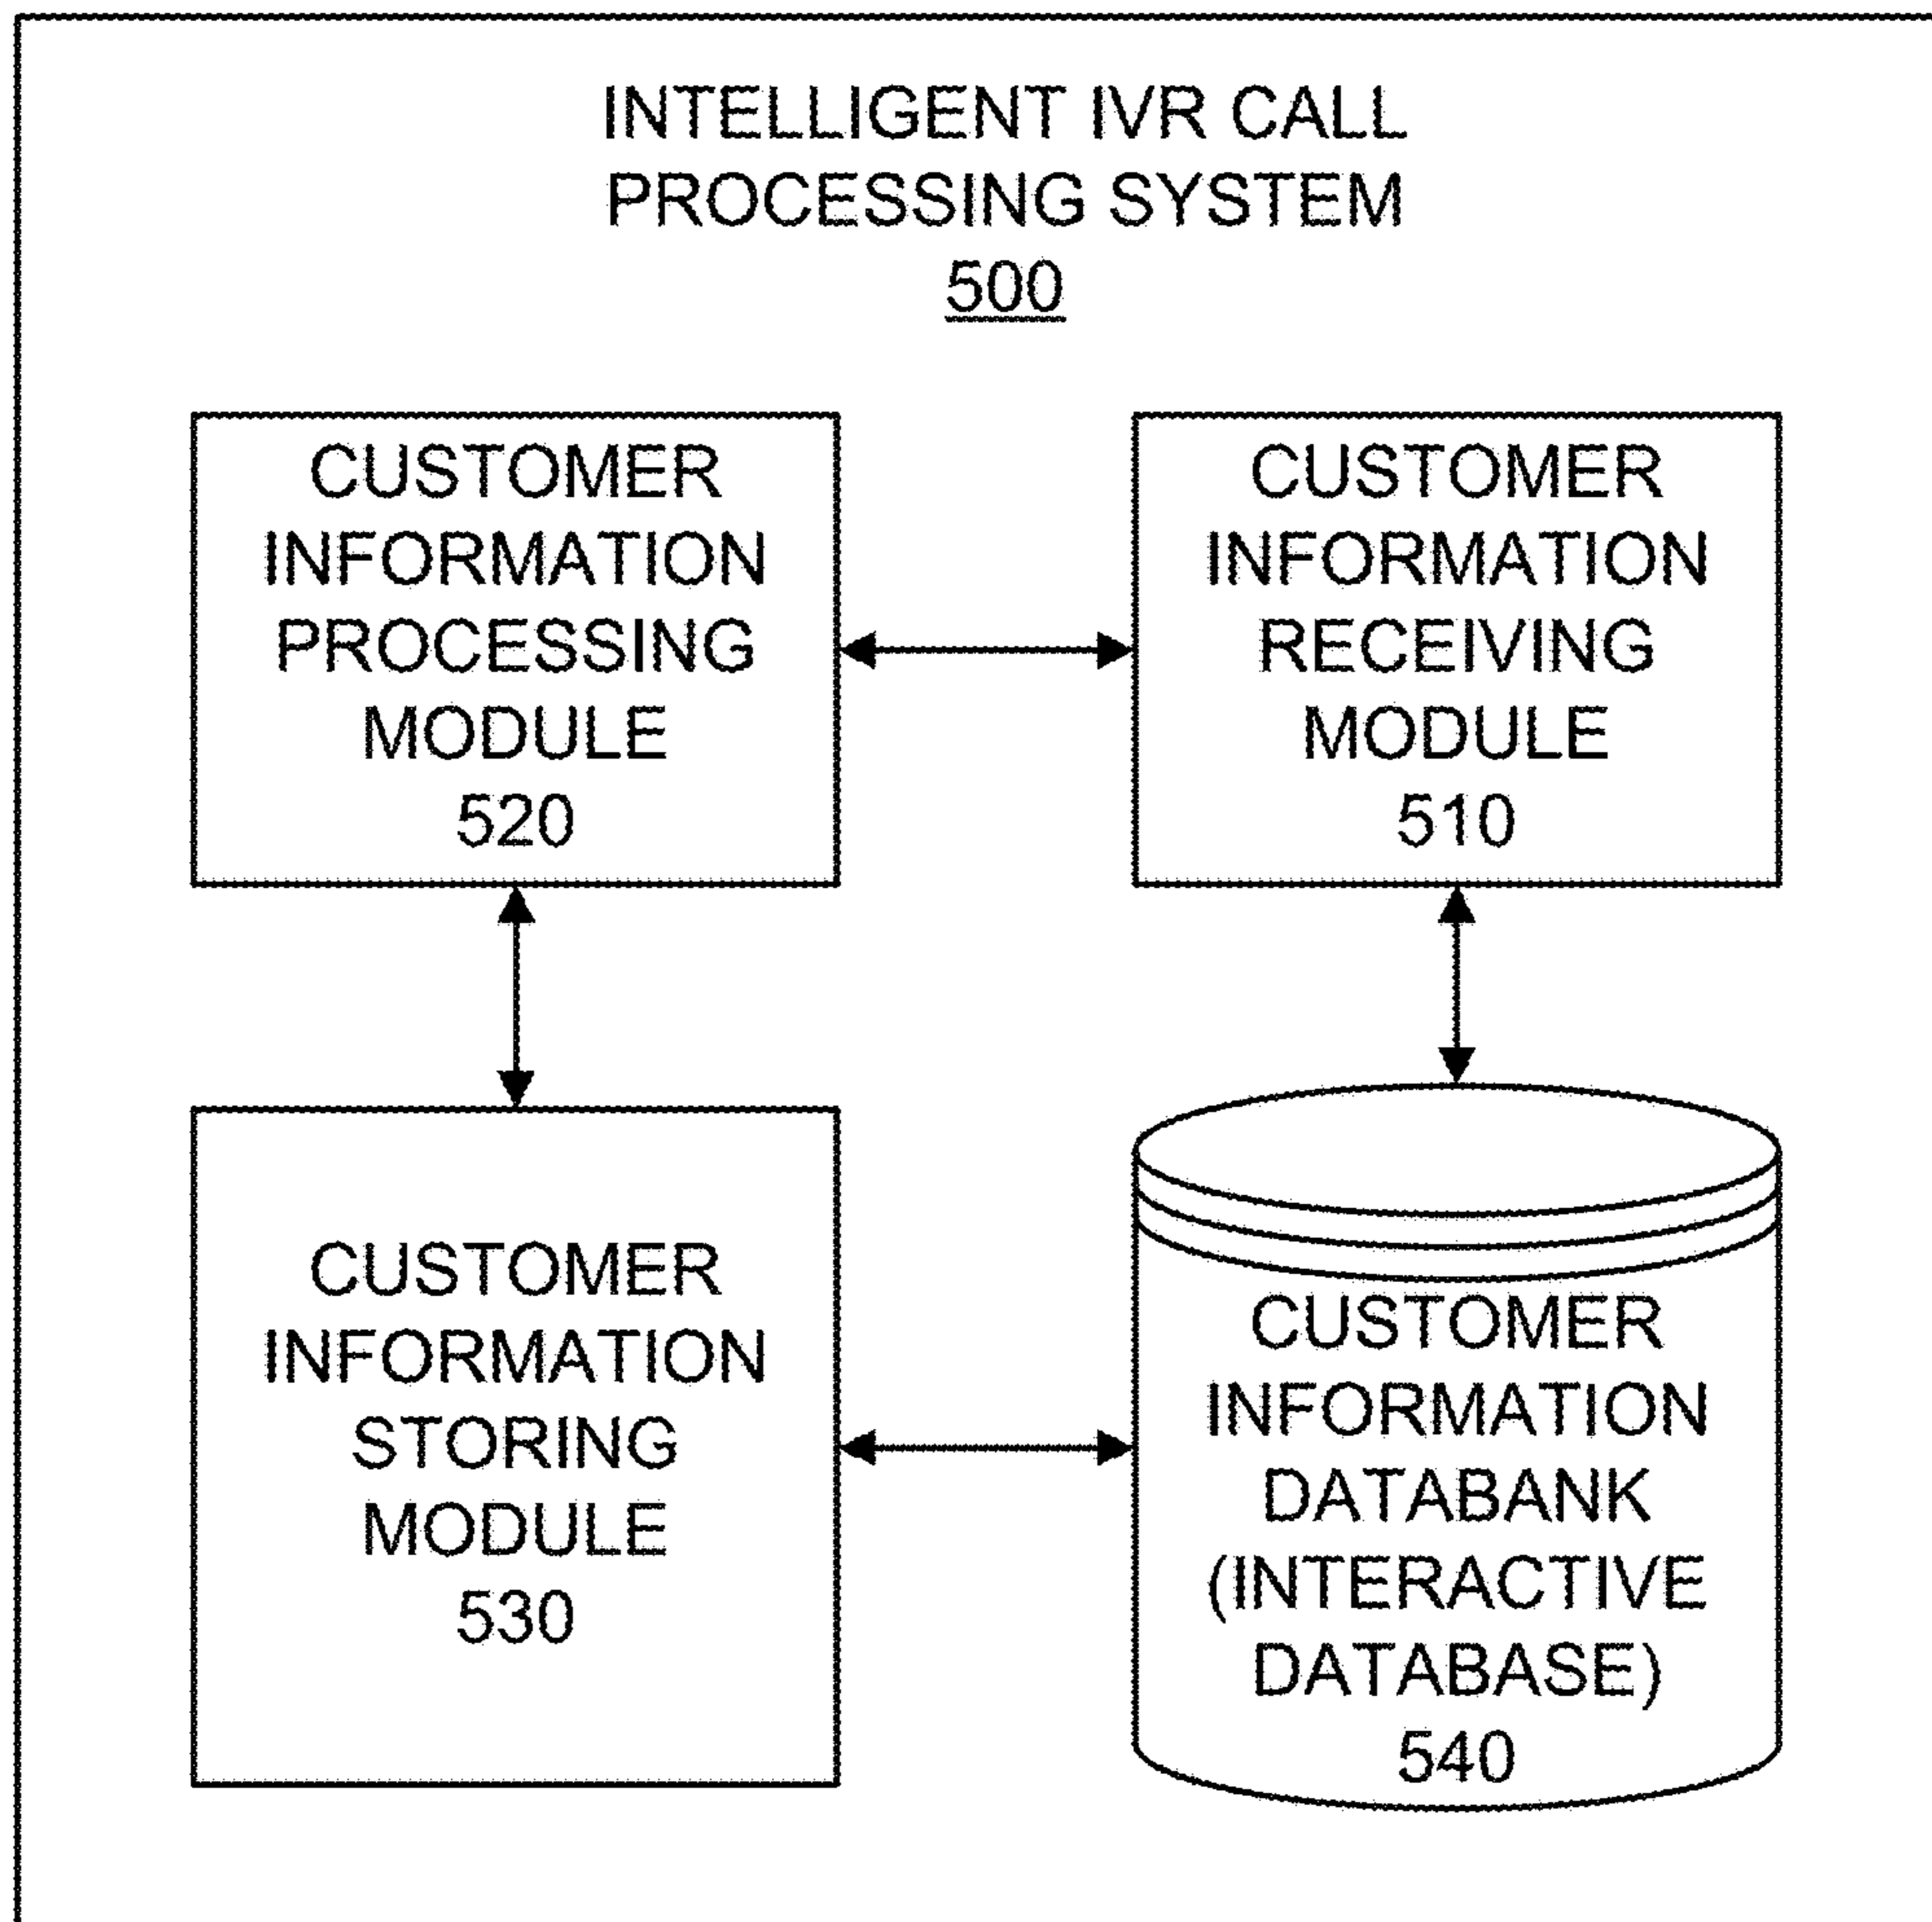 INTELLIGENT IVR CALL
PROCESSING SYSTEM
500
CUSTOMER
INFORMATION
PROCESSING
MODULE
520
CUSTOMER
INFORMATION
RECEIVING
MODULE
510
CUSTOMER
INFORMATION
STORING
MODULE
530
CUSTOMER
INFORMATION
DATABANK
(INTERACTIVE
DATABASE)
540